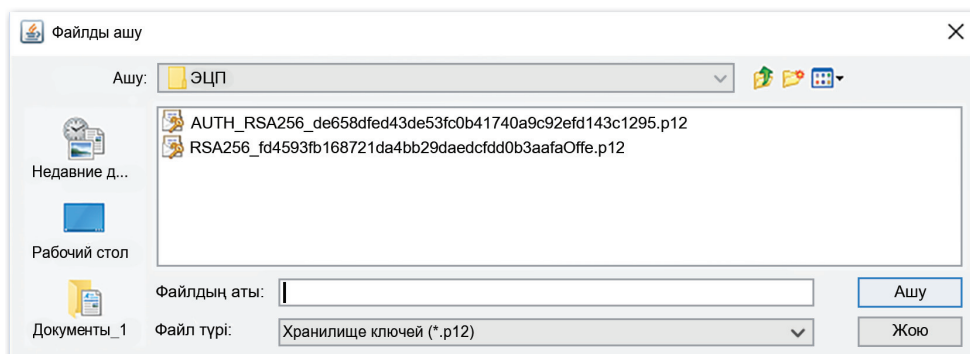 Файлды ашу
Ашу: ЭЦП
AUTH_RSA256_de658dfed43de53fc0b41740a9c92efd143c1295.p12
RSA256_fd4593fb168721da4bb29daedcfdd0b3aafaOffe.p12
Недавние д...
Рабочий стол
Документы_1
Файлдың аты:
Ашу
Файл түрі: Хранилище ключей (*.p12)
Жою